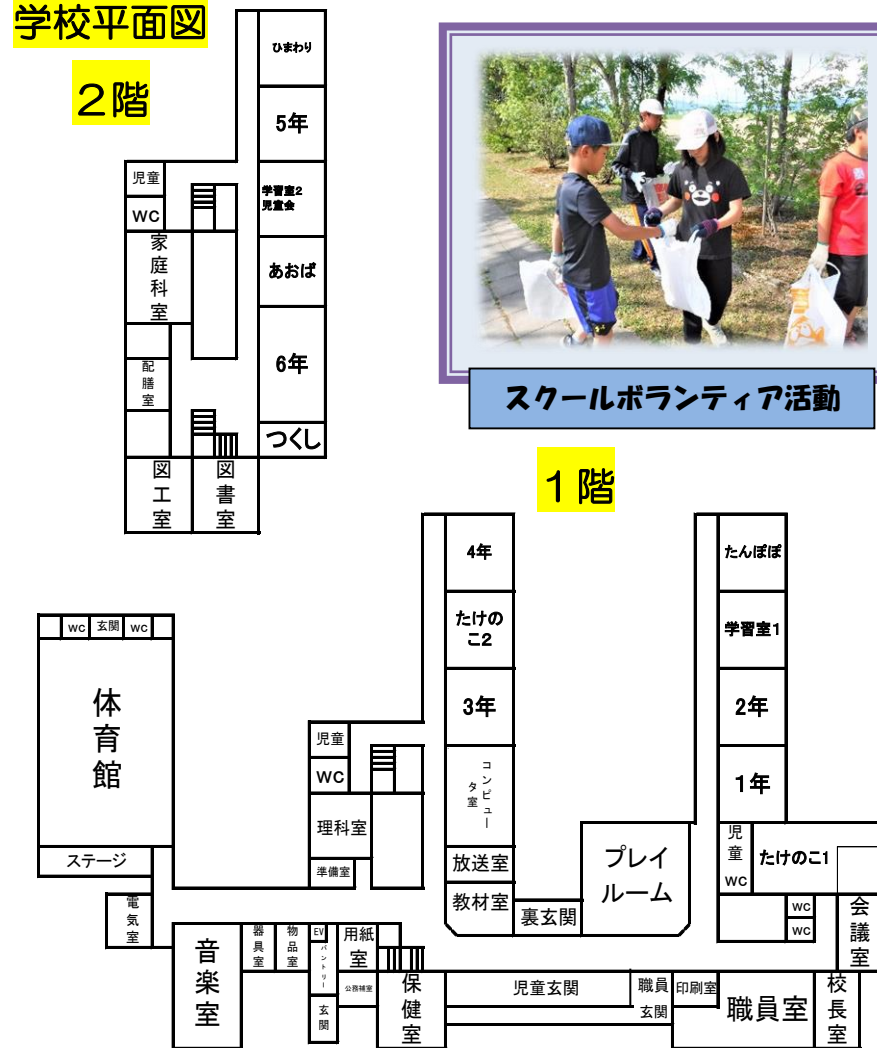 学校平面図
2階
ひまわり
5年
児童
WC
学習室2
児童会
家庭科室
あおば
配膳室
6年
つくし
図工室
図書室
スクールボランティア活動
1階
4年
たんぽぽ
wc
玄関
wc
たけの
こ2
学習室1
体育館
3年
2年
児童
WC
コンピュータ室
1年
理科室
準備室
ステージ
放送室
プレイ
ルーム
児童
WC
たけのこ1
教材室
裏玄関
wc
wc
会議室
電気室
音楽室
器具室
物品室
EV
パントリー
玄関
用紙室
公務補室
保健室
児童玄関
職員
玄関
印刷室
職員室
校長室